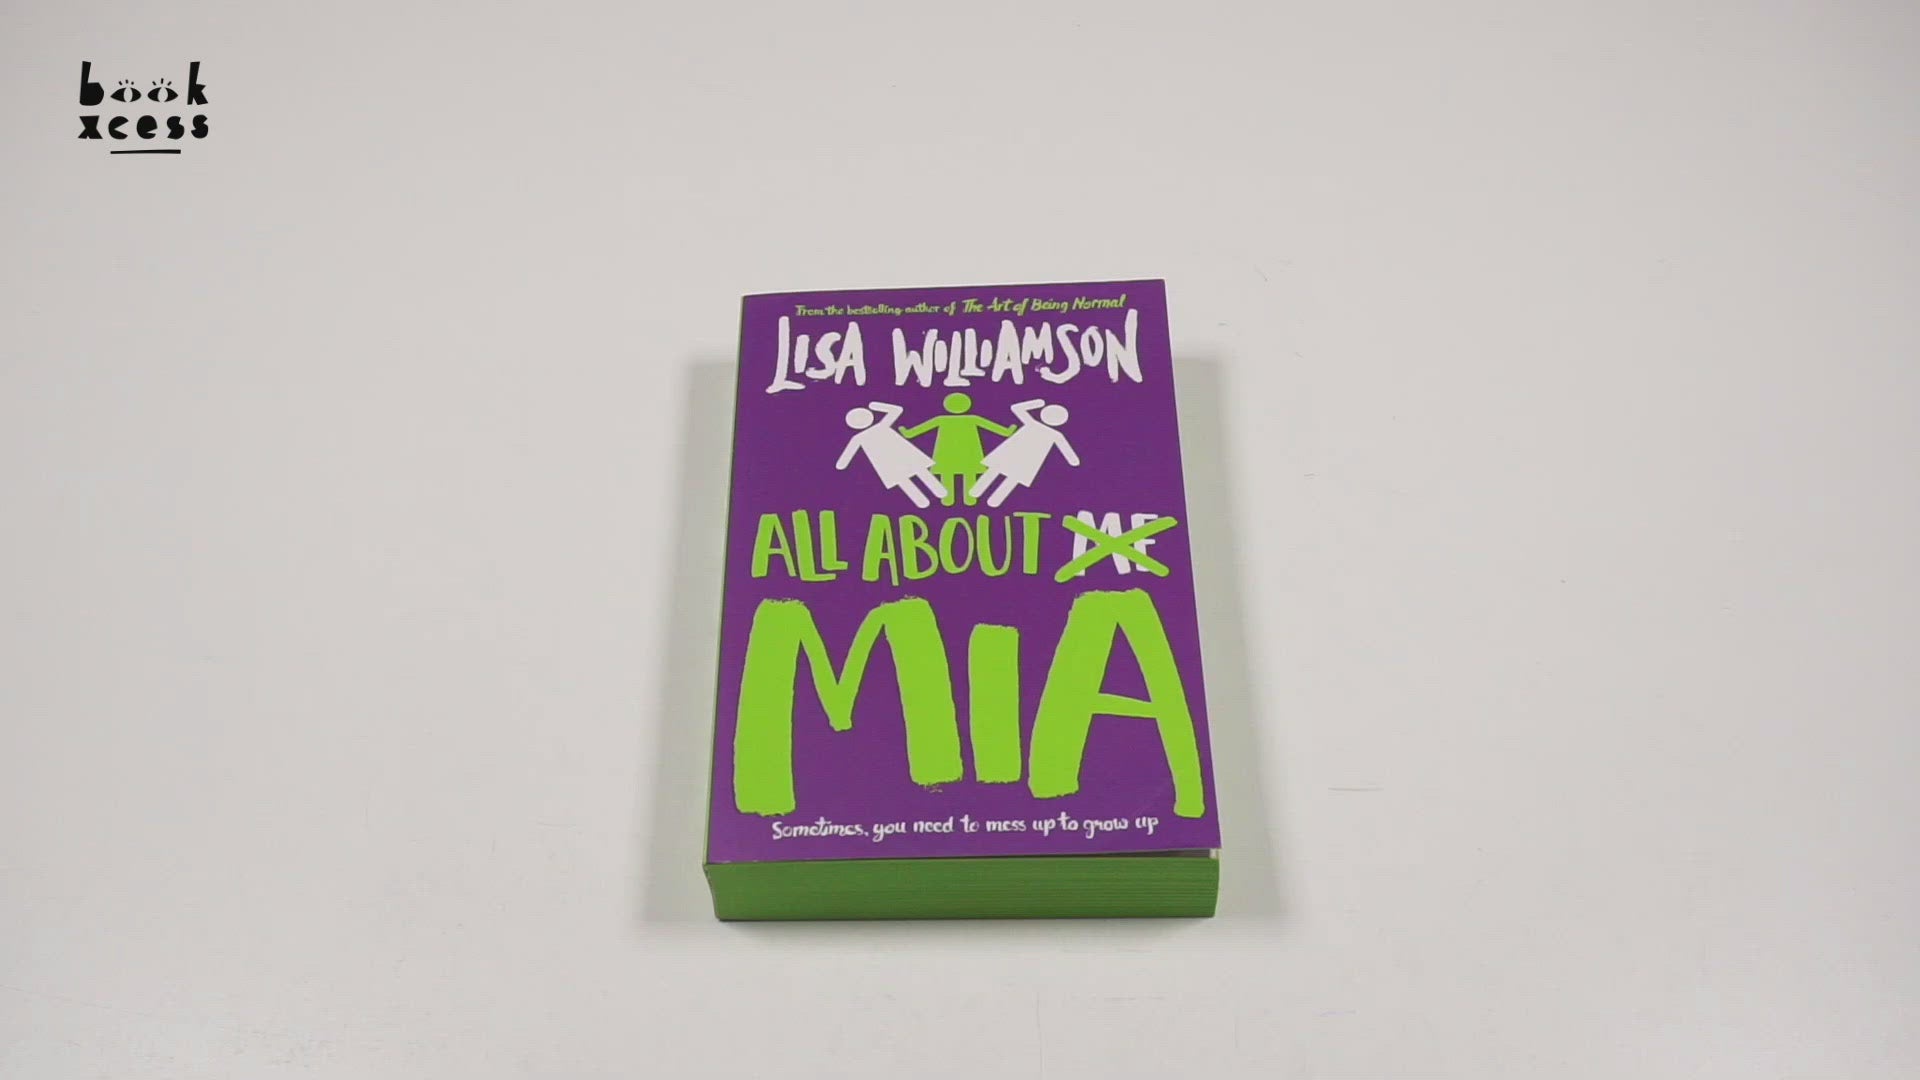 book
xcess
From the bestselling author of The Art of Being Normal
LISA WILLIAMSON
ALL ABOUT ME
MIA
Sometimes, you need to mess up to grow up